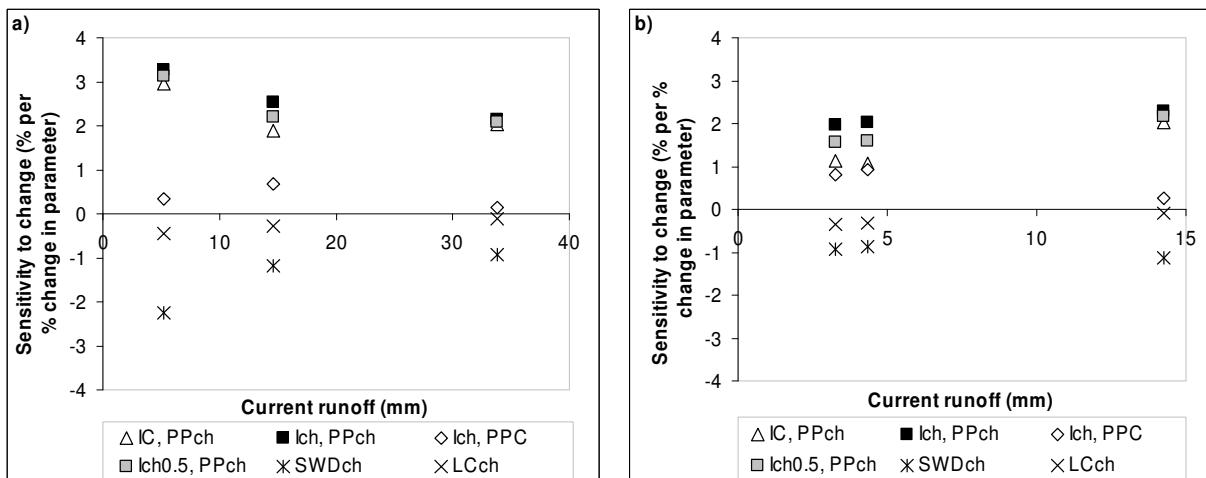 a)
Sensitivity to change (% per
% change in parameter)
4
3
2
1
0
-1
-2
-3
-4
0 10 20 30 40
Current runoff (mm)
IC, PPch Ich, PPch Ich, PPC
Ich0.5, PPch SWDch LCch
b)
Sensitivity to change (% per %
change in parameter)
4
3
2
1
0
-1
-2
-3
-4
0 5 10 15
Current runoff (mm)
IC, PPch Ich, PPch Ich, PPC
Ich0.5, PPch SWDch LCch